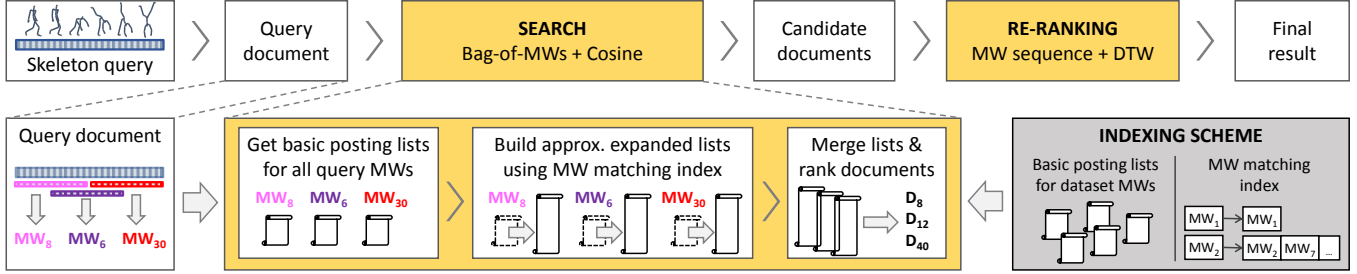 Skeleton query
Query
document
SEARCH
Bag-of-MWs + Cosine
Candidate
documents
RE-RANKING
MW sequence + DTW
Final
result
Query document
MW8
MW6
MW30
Get basic posting lists
for all query MWs
MW8
MW6
MW30
Build approx. expanded lists
using MW matching index
MW8
MW6
MW30
Merge lists &
rank documents
D8
D12
D40
INDEXING SCHEME
Basic posting lists
for dataset MWs
MW matching
index
MW1
MW1
MW2
MW2
MW7
...